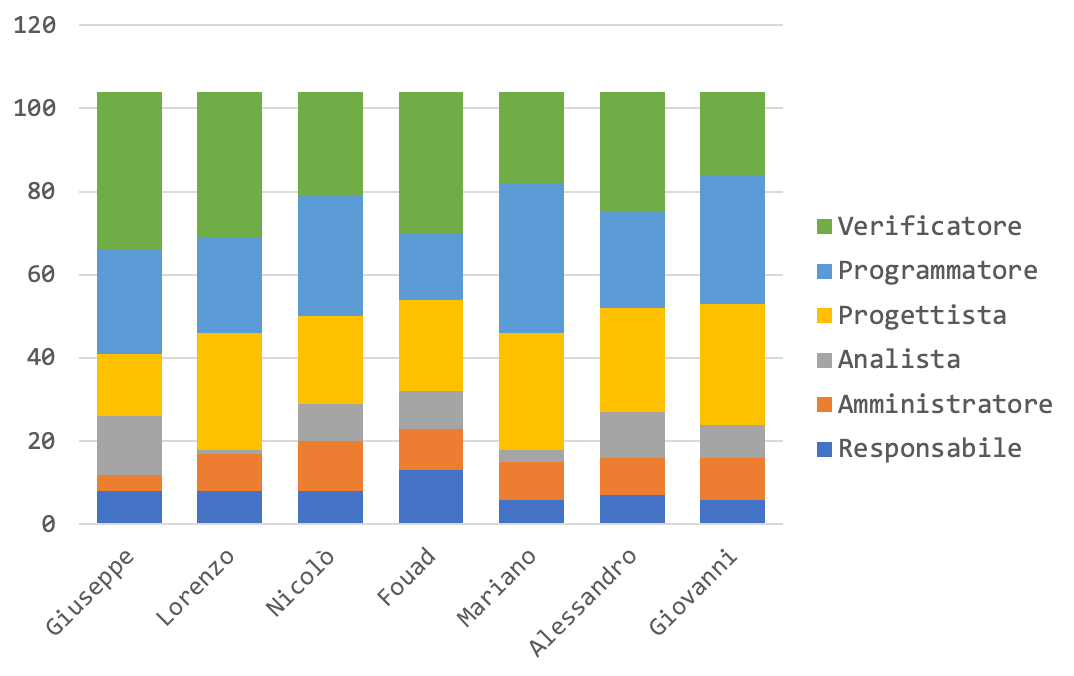 120
100
80
60
40
20
0
Giuseppe
Lorenzo
Nicolò
Fouad
Mariano
Alessandro
Giovanni
Verificatore
Programmatore
Progettista
Analista
Amministratore
Responsabile